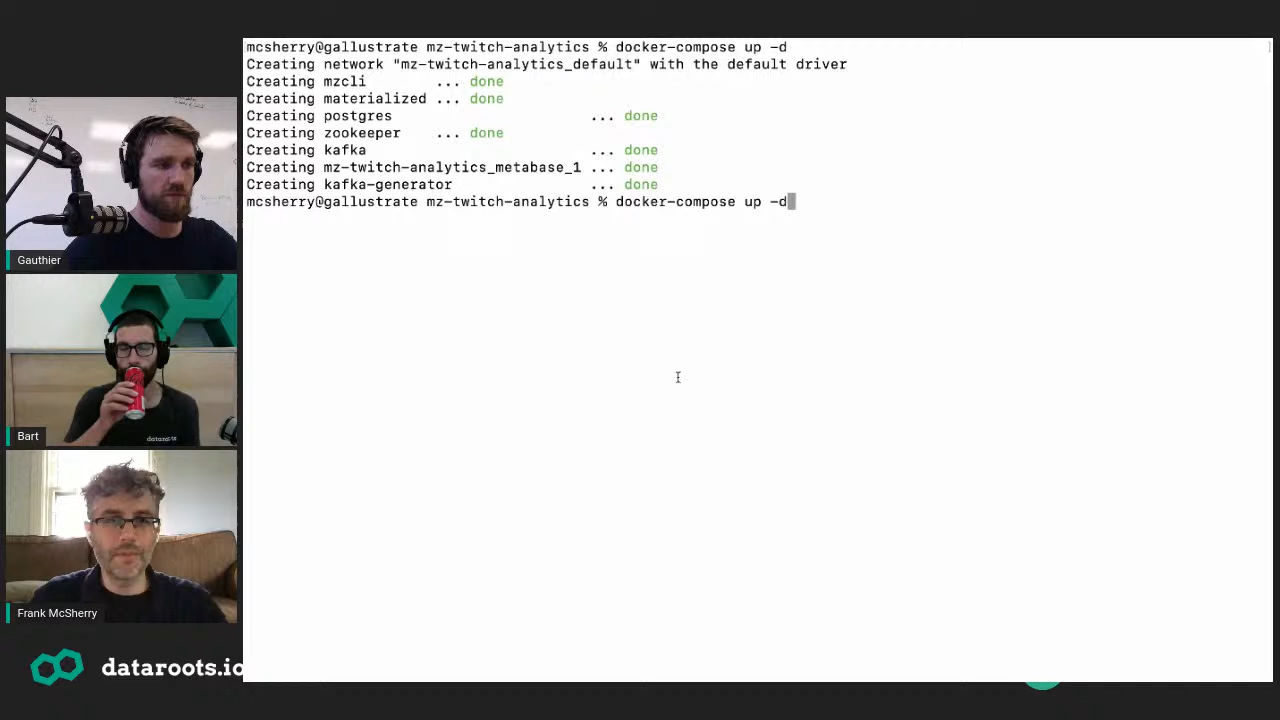 mcsherry@gallustrate mz-twitch-analytics % docker-compose up -d
Creating network "mz-twitch-analytics_default" with the default driver
Creating mzcli ... done
Creating materialized ... done
Creating postgres ... done
Creating zookeeper ... done
Creating kafka ... done
Creating mz-twitch-analytics_metabase_1 ... done
Creating kafka-generator ... done
mcsherry@gallustrate mz-twitch-analytics % docker-compose up -d
Gauthier
Bart
dataroots
Frank McSherry
dataroots.io